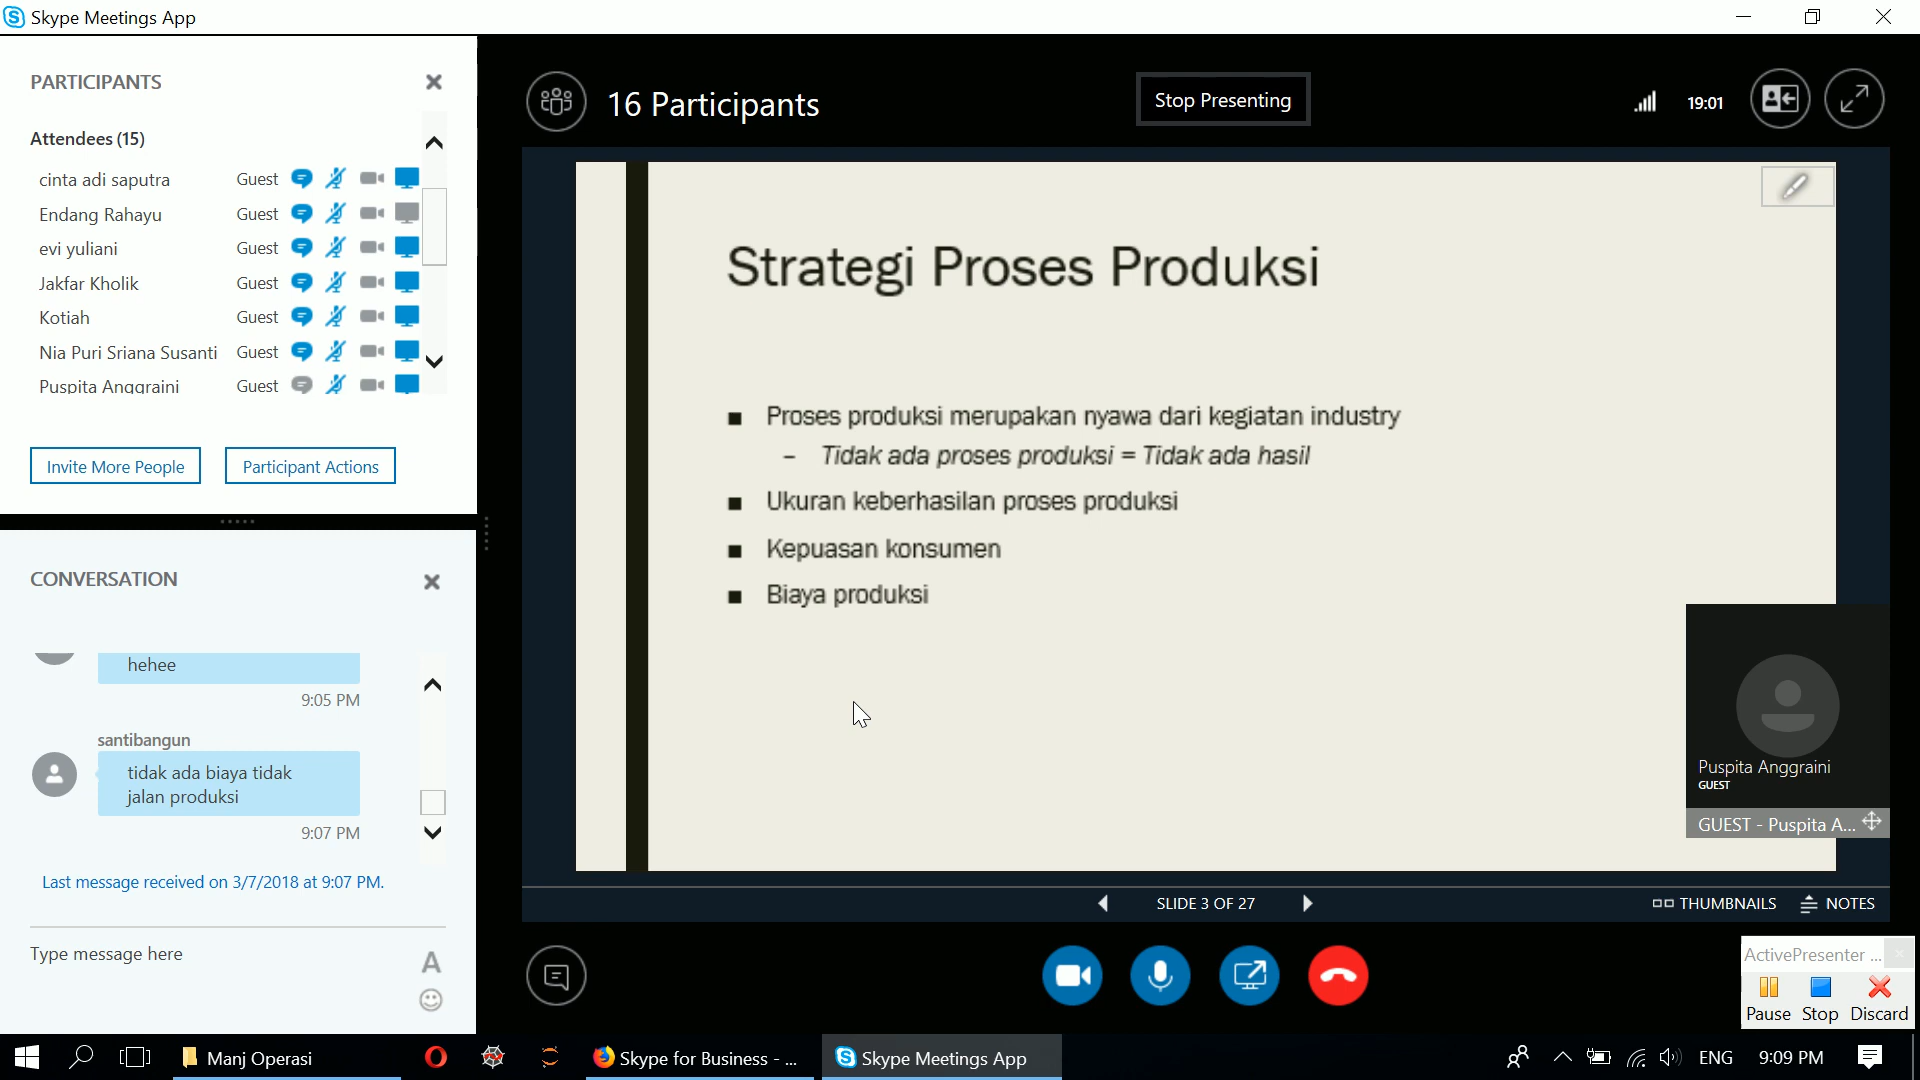 Skype Meetings App
PARTICIPANTS
Attendees (15)
cinta adi saputra Guest
Endang Rahayu Guest
evi yuliani Guest
Jakfar Kholik Guest
Kotiah Guest
Nia Puri Sriana Susanti Guest
Puspita Anggraini Guest
Invite More People Participant Actions
CONVERSATION
hehee
9:05 PM
santibangun
tidak ada biaya tidak
jalan produksi
9:07 PM
Last message received on 3/7/2018 at 9:07 PM.
Type message here
A
16 Participants
Stop Presenting
19:01
Strategi Proses Produksi
■ Proses produksi merupakan nyawa dari kegiatan industry
– Tidak ada proses produksi = Tidak ada hasil
■ Ukuran keberhasilan proses produksi
■ Kepuasan konsumen
■ Biaya produksi
Puspita Anggraini
GUEST
GUEST - Puspita A...
SLIDE 3 OF 27
THUMBNAILS
NOTES
ActivePresenter ...
Pause Stop Discard
Manj Operasi
Skype for Business - ...
Skype Meetings App
ENG
9:09 PM